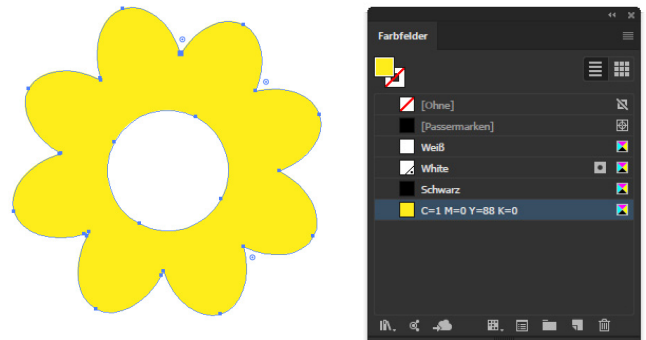 Farbfelder
[Ohne]
[Passermarken]
Weiß
White
Schwarz
C=1 M=0 Y=88 K=0